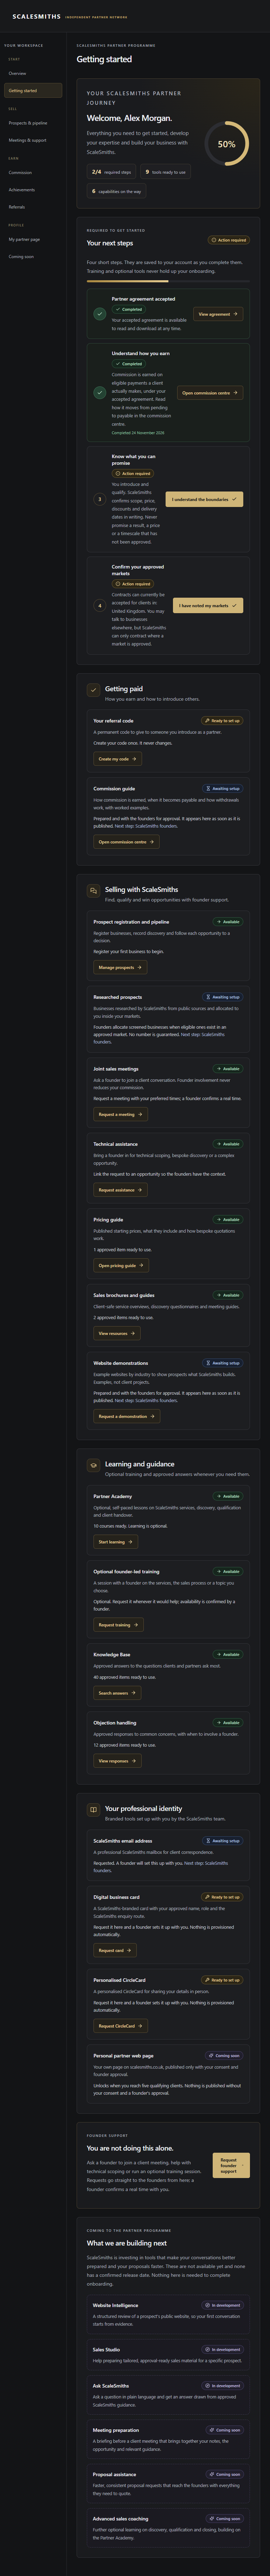 SCALESMITHS INDEPENDENT PARTNER NETWORK
YOUR WORKSPACE
START
Overview
Getting started
SELL
Prospects & pipeline
Meetings & support
EARN
Commission
Achievements
Referrals
PROFILE
My partner page
Coming soon
SCALESMITHS PARTNER PROGRAMME
Getting started
YOUR SCALESMITHS PARTNER
JOURNEY
Welcome, Alex Morgan.
Everything you need to get started, develop
your expertise and build your business with
ScaleSmiths.
2/4 required steps
9 tools ready to use
6 capabilities on the way
50%
REQUIRED TO GET STARTED
Your next steps
Action required
Four short steps. They are saved to your account as you complete them.
Training and optional tools never hold up your onboarding.
Partner agreement accepted
Completed
Your accepted agreement is available
to read and download at any time.
View agreement
Understand how you earn
Completed
Commission is earned on
eligible payments a client
actually makes, under your
accepted agreement. Read
how it moves from pending
to payable in the commission
centre.
Completed 24 November 2026
Open commission centre
3
Know what you can
promise
Action required
You introduce and
qualify. ScaleSmiths
confirms scope, price,
discounts and delivery
dates in writing. Never
promise a result, a price
or a timescale that has
not been approved.
I understand the boundaries
4
Confirm your approved
markets
Action required
Contracts can currently be
accepted for clients in
United Kingdom. You may
talk to businesses
elsewhere, but ScaleSmiths
can only contract where a
market is approved.
I have noted my markets
Getting paid
How you earn and how to introduce others.
Your referral code
Ready to set up
A permanent code to give to someone you introduce as a partner.
Create your code once. It never changes.
Create my code
Commission guide
Awaiting setup
How commission is earned, when it becomes payable and how withdrawals
work, with worked examples.
Prepared and with the founders for approval. It appears here as soon as it is
published. Next step: ScaleSmiths founders.
Open commission centre
Selling with ScaleSmiths
Find, qualify and win opportunities with founder support.
Prospect registration and pipeline
Available
Register businesses, record discovery and follow each opportunity to a
decision.
Register your first business to begin.
Manage prospects
Researched prospects
Awaiting setup
Businesses researched by ScaleSmiths from public sources and allocated to
you inside your markets.
Founders allocate screened businesses when eligible ones exist in an
approved market. No number is guaranteed. Next step: ScaleSmiths
founders.
Joint sales meetings
Available
Ask a founder to join a client conversation. Founder involvement never
reduces your commission.
Request a meeting with your preferred times; a founder confirms a real time.
Request a meeting
Technical assistance
Available
Bring a founder in for technical scoping, bespoke discovery or a complex
opportunity.
Link the request to an opportunity so the founders have the context.
Request assistance
Pricing guide
Available
Published starting prices, what they include and how bespoke quotations
work.
1 approved item ready to use.
Open pricing guide
Sales brochures and guides
Available
Client-safe service overviews, discovery questionnaires and meeting guides.
2 approved items ready to use.
View resources
Website demonstrations
Awaiting setup
Example websites by industry to show prospects what ScaleSmiths builds.
Examples, not client projects.
Prepared and with the founders for approval. It appears here as soon as it is
published. Next step: ScaleSmiths founders.
Request a demonstration
Learning and guidance
Optional training and approved answers whenever you need them.
Partner Academy
Available
Optional, self-paced lessons on ScaleSmiths services, discovery, qualification
and client handover.
10 courses ready. Learning is optional.
Start learning
Optional founder-led training
Available
A session with a founder on the services, the sales process or a topic you
choose.
Optional. Request it whenever it would help; availability is confirmed by a
founder.
Request training
Knowledge Base
Available
Approved answers to the questions clients and partners ask most.
40 approved items ready to use.
Search answers
Objection handling
Available
Approved responses to common concerns, with when to involve a founder.
12 approved items ready to use.
View responses
Your professional identity
Branded tools set up with you by the ScaleSmiths team.
ScaleSmiths email address
Awaiting setup
A professional ScaleSmiths mailbox for client correspondence.
Requested. A founder will set this up with you. Next step: ScaleSmiths
founders.
Digital business card
Ready to set up
A ScaleSmiths-branded card with your approved name, role and the
ScaleSmiths enquiry route.
Request it here and a founder sets it up with you. Nothing is provisioned
automatically.
Request card
Personalised CircleCard
Ready to set up
A personalised CircleCard for sharing your details in person.
Request it here and a founder sets it up with you. Nothing is provisioned
automatically.
Request CircleCard
Personal partner web page
Coming soon
Your own page on scalesmiths.co.uk, published only with your consent and
founder approval.
Unlocks when you reach five qualifying clients. Nothing is published without
your consent and a founder's approval.
FOUNDER SUPPORT
You are not doing this alone.
Ask a founder to join a client meeting, help with
technical scoping or run an optional training session.
Requests go straight to the founders from here; a
founder confirms a real time with you.
Request
founder
support
COMING TO THE PARTNER PROGRAMME
What we are building next
ScaleSmiths is investing in tools that make your conversations better
prepared and your proposals faster. These are not available yet and none
has a confirmed release date. Nothing here is needed to complete
onboarding.
Website Intelligence
In development
A structured review of a prospect's public website, so your first conversation
starts from evidence.
Sales Studio
In development
Help preparing tailored, approval-ready sales material for a specific prospect.
Ask ScaleSmiths
In development
Ask a question in plain language and get an answer drawn from approved
ScaleSmiths guidance.
Meeting preparation
Coming soon
A briefing before a client meeting that brings together your notes, the
opportunity and relevant guidance.
Proposal assistance
Coming soon
Faster, consistent proposal requests that reach the founders with everything
they need to quote.
Advanced sales coaching
Coming soon
Further optional learning on discovery, qualification and closing, building on
the Partner Academy.